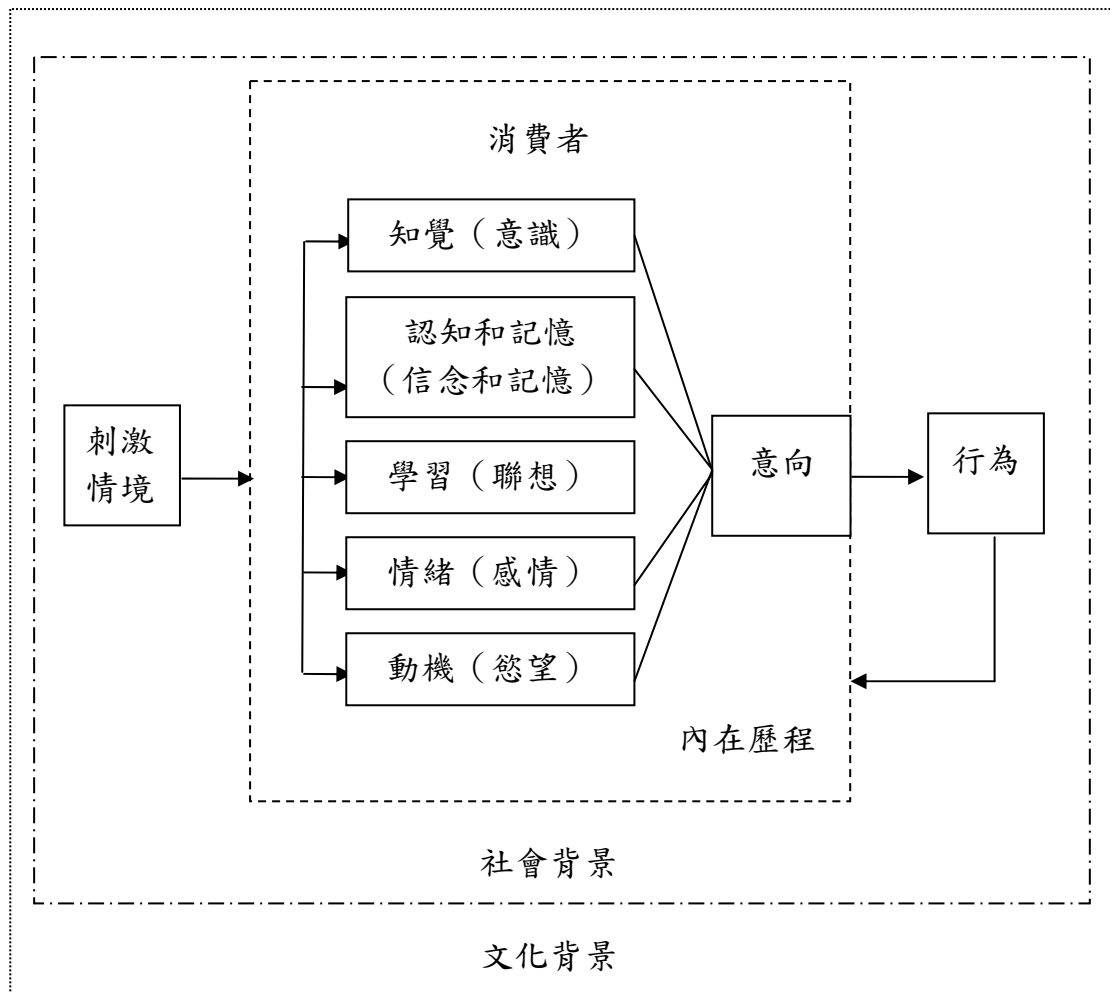 消費者
知覺（意識）
認知和記憶
（信念和記憶）
學習（聯想）
情緒（感情）
動機（慾望）
刺激
情境
意向
行為
內在歷程
社會背景
文化背景